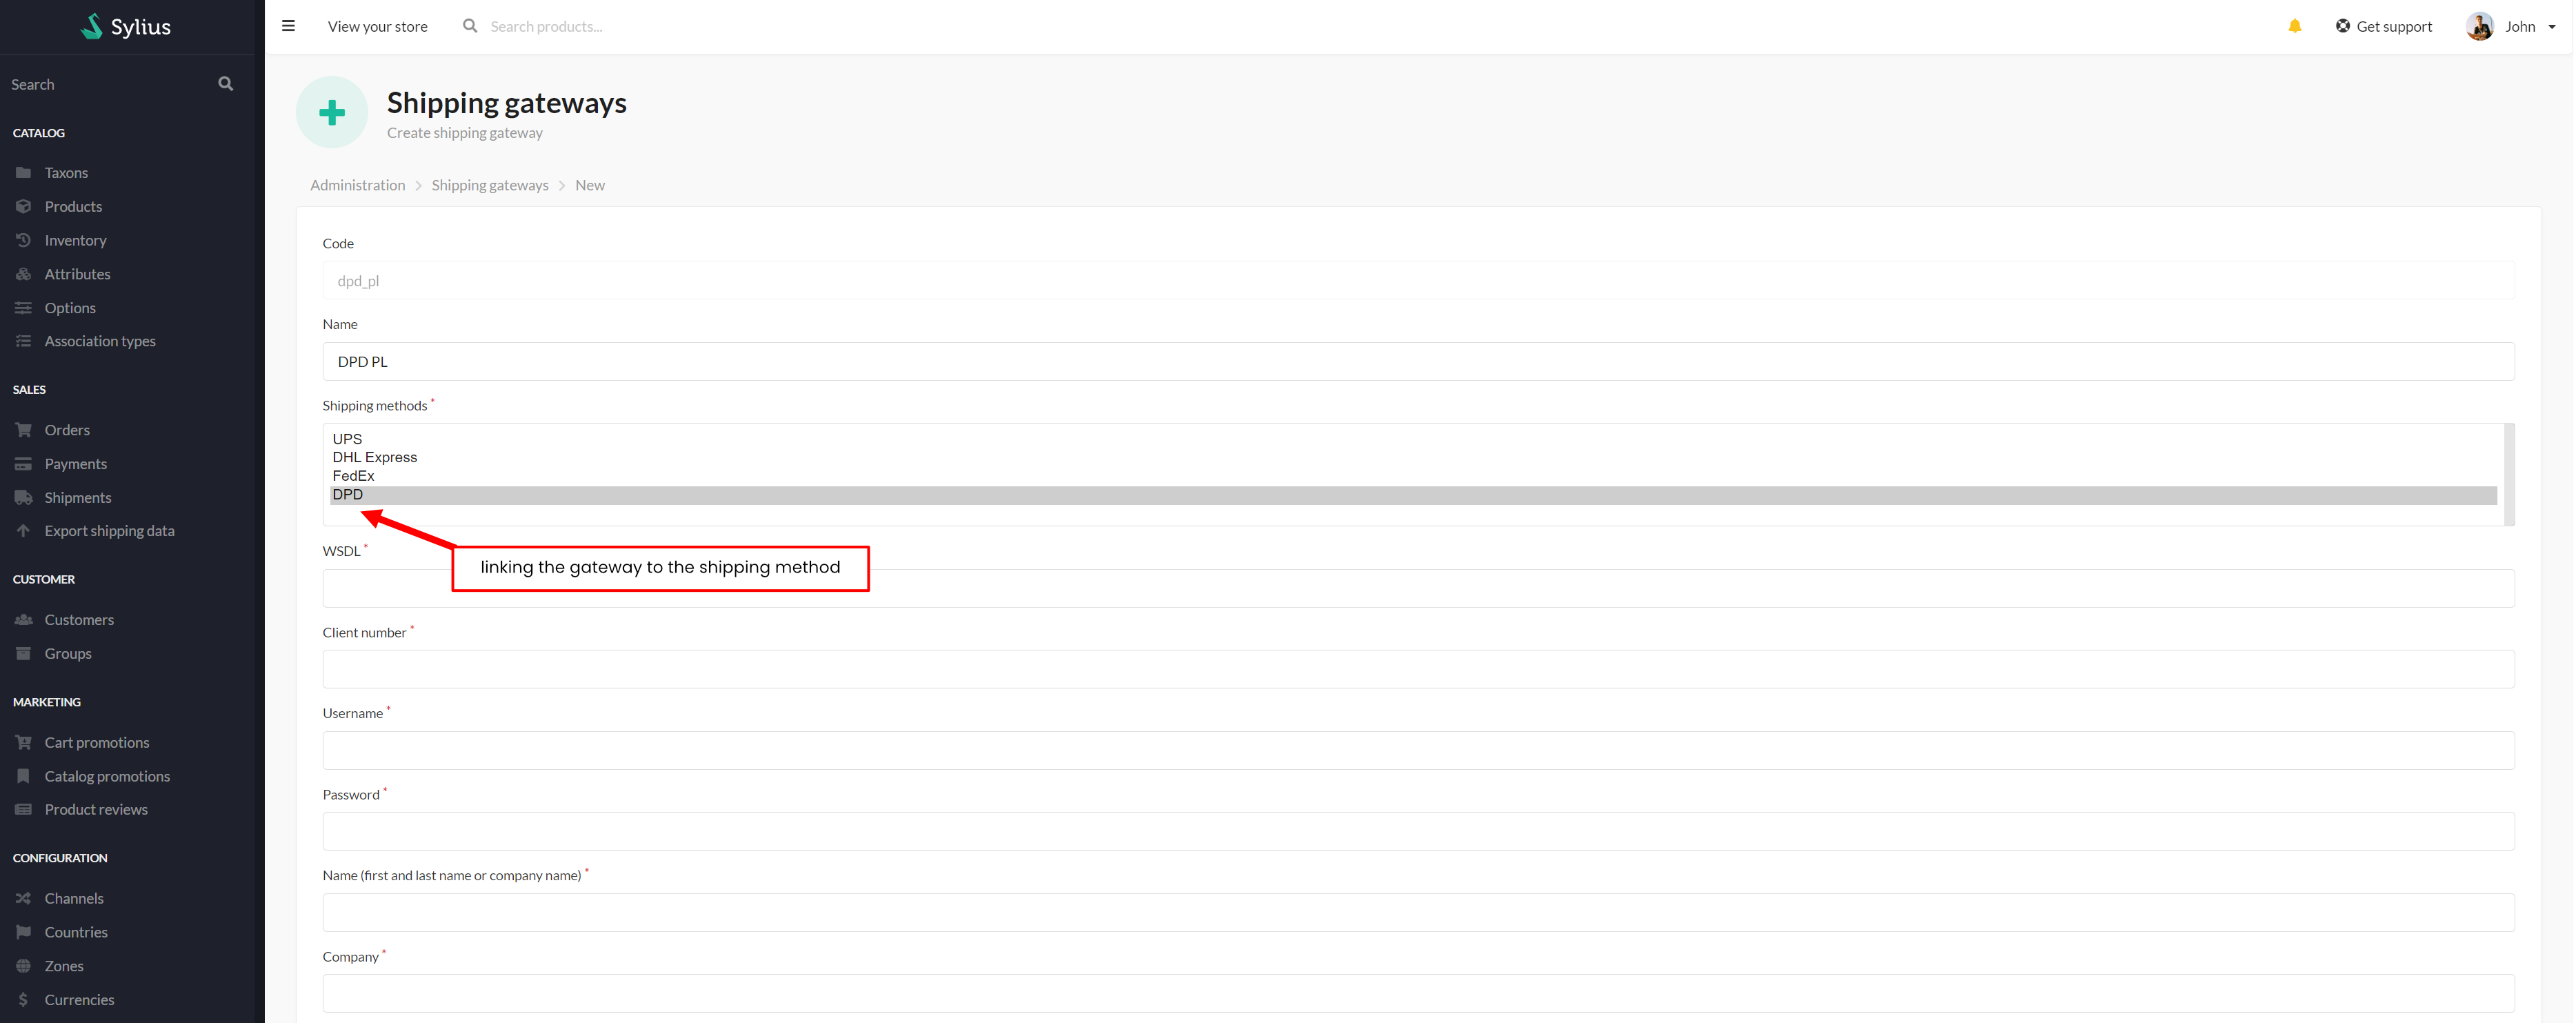 Sylius
View your store
Search products...
Get support
John
Search
CATALOG
Taxons
Products
Inventory
Attributes
Options
Association types
SALES
Orders
Payments
Shipments
Export shipping data
CUSTOMER
Customers
Groups
MARKETING
Cart promotions
Catalog promotions
Product reviews
CONFIGURATION
Channels
Countries
Zones
Currencies
Shipping gateways
Create shipping gateway
Administration > Shipping gateways > New
Code
dpd_pl
Name
DPD PL
Shipping methods *
UPS
DHL Express
FedEx
DPD
linking the gateway to the shipping method
WSDL *
Client number *
Username *
Password *
Name (first and last name or company name) *
Company *